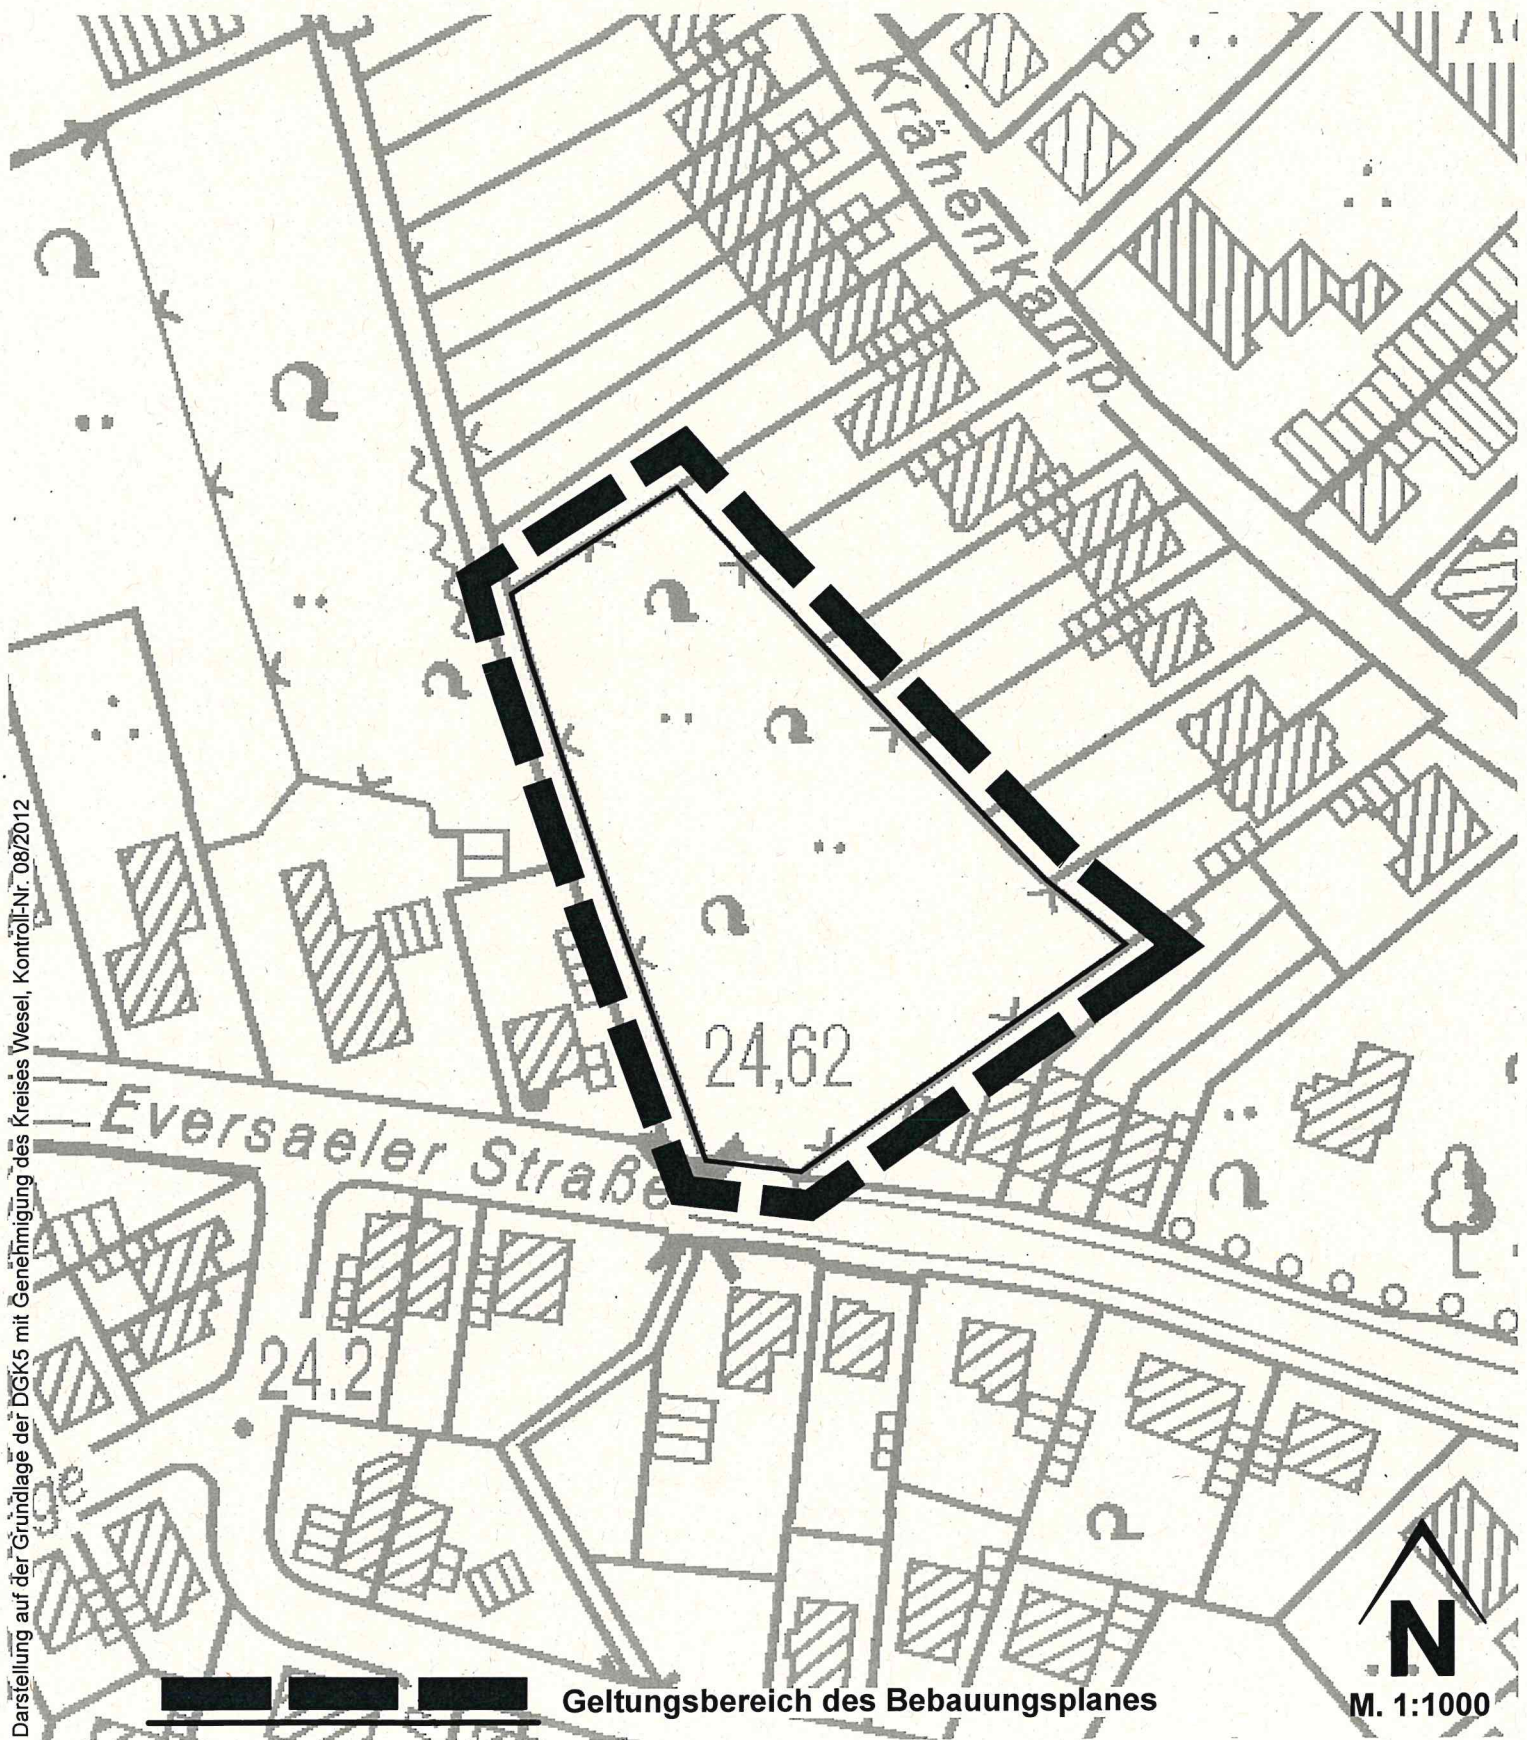 Krähenkamp
24,62
Eversaeler Straße
24.2
ge
Darstellung auf der Grundlage der DGK5 mit Genehmigung des Kreises Wesel, Kontroll-Nr. 08/2012
N
Geltungsbereich des Bebauungsplanes
M. 1:1000